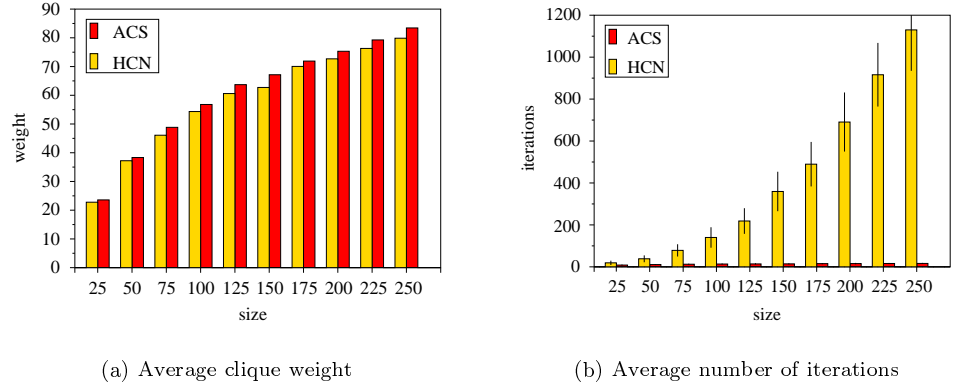 90
80
70
60
50
40
30
20
10
0
weight
ACS
HCN
25 50 75 100 125 150 175 200 225 250
size
(a) Average clique weight
1200
1000
800
600
400
200
0
iterations
ACS
HCN
25 50 75 100 125 150 175 200 225 250
size
(b) Average number of iterations